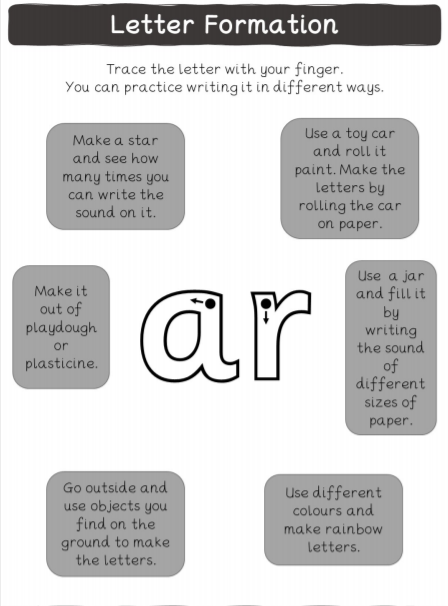 Letter Formation
Trace the letter with your finger.
You can practice writing it in different ways.
Make a star
and see how
many times you
can write the
sound on it.
Use a toy car
and roll it
paint. Make the
letters by
rolling the car
on paper.
Make it
out of
playdough
or
plasticine.
ar
Use a jar
and fill it
by
writing
the sound
of
different
sizes of
paper.
Go outside and
use objects you
find on the
ground to make
the letters.
Use different
colours and
make rainbow
letters.